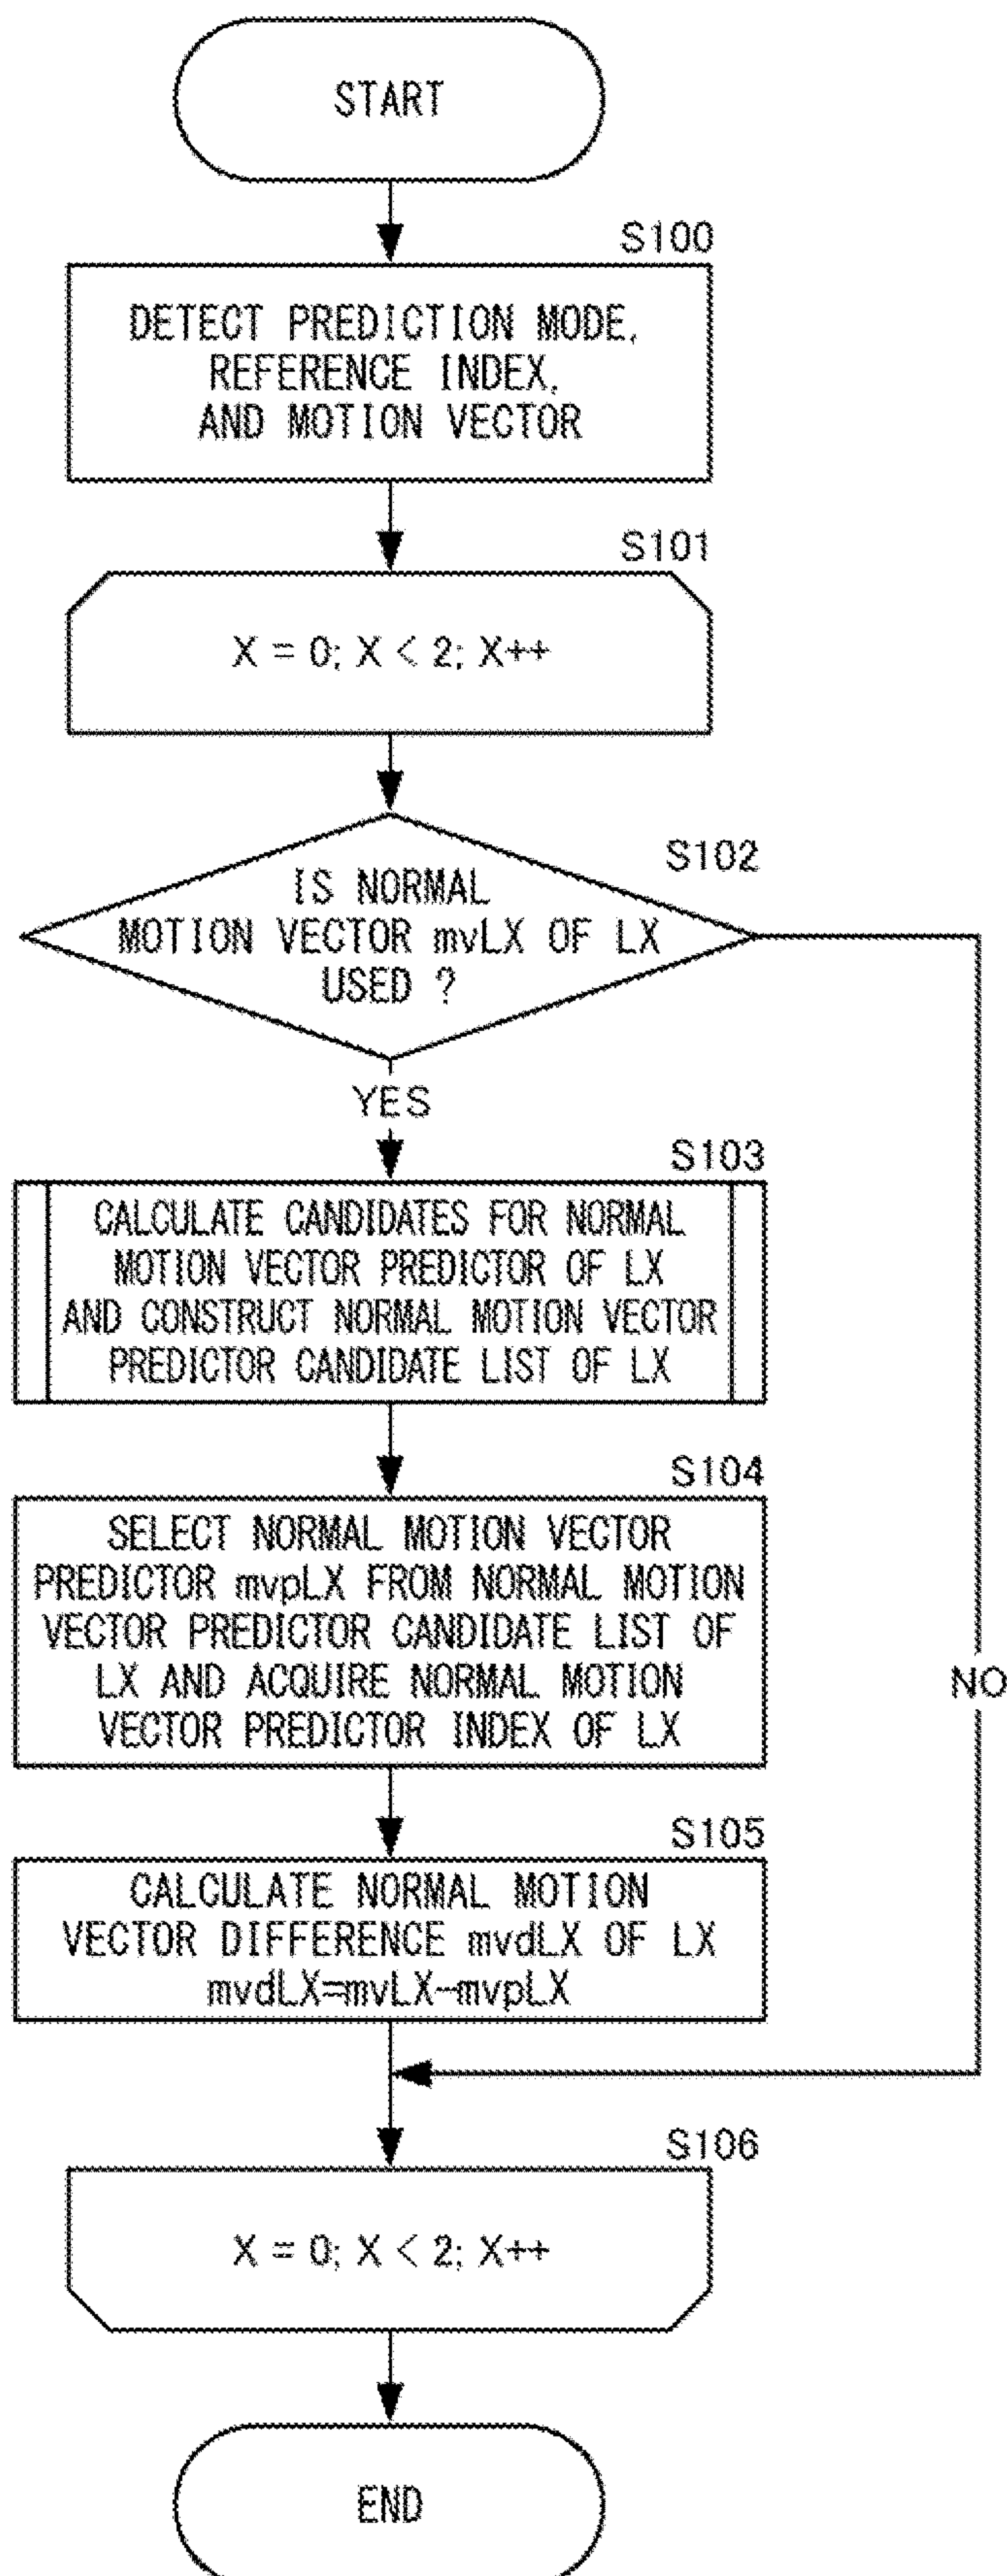 START
S100
DETECT PREDICTION MODE,
REFERENCE INDEX,
AND MOTION VECTOR
S101
X = 0; X < 2; X++
S102
IS NORMAL
MOTION VECTOR mvLX OF LX
USED ?
YES
S103
CALCULATE CANDIDATES FOR NORMAL
MOTION VECTOR PREDICTOR OF LX
AND CONSTRUCT NORMAL MOTION VECTOR
PREDICTOR CANDIDATE LIST OF LX
S104
SELECT NORMAL MOTION VECTOR
PREDICTOR mvpLX FROM NORMAL MOTION
VECTOR PREDICTOR CANDIDATE LIST OF
LX AND ACQUIRE NORMAL MOTION
VECTOR PREDICTOR INDEX OF LX
NO
S105
CALCULATE NORMAL MOTION
VECTOR DIFFERENCE mvdLX OF LX
mvdLX=mvLX-mvpLX
S106
X = 0; X < 2; X++
END